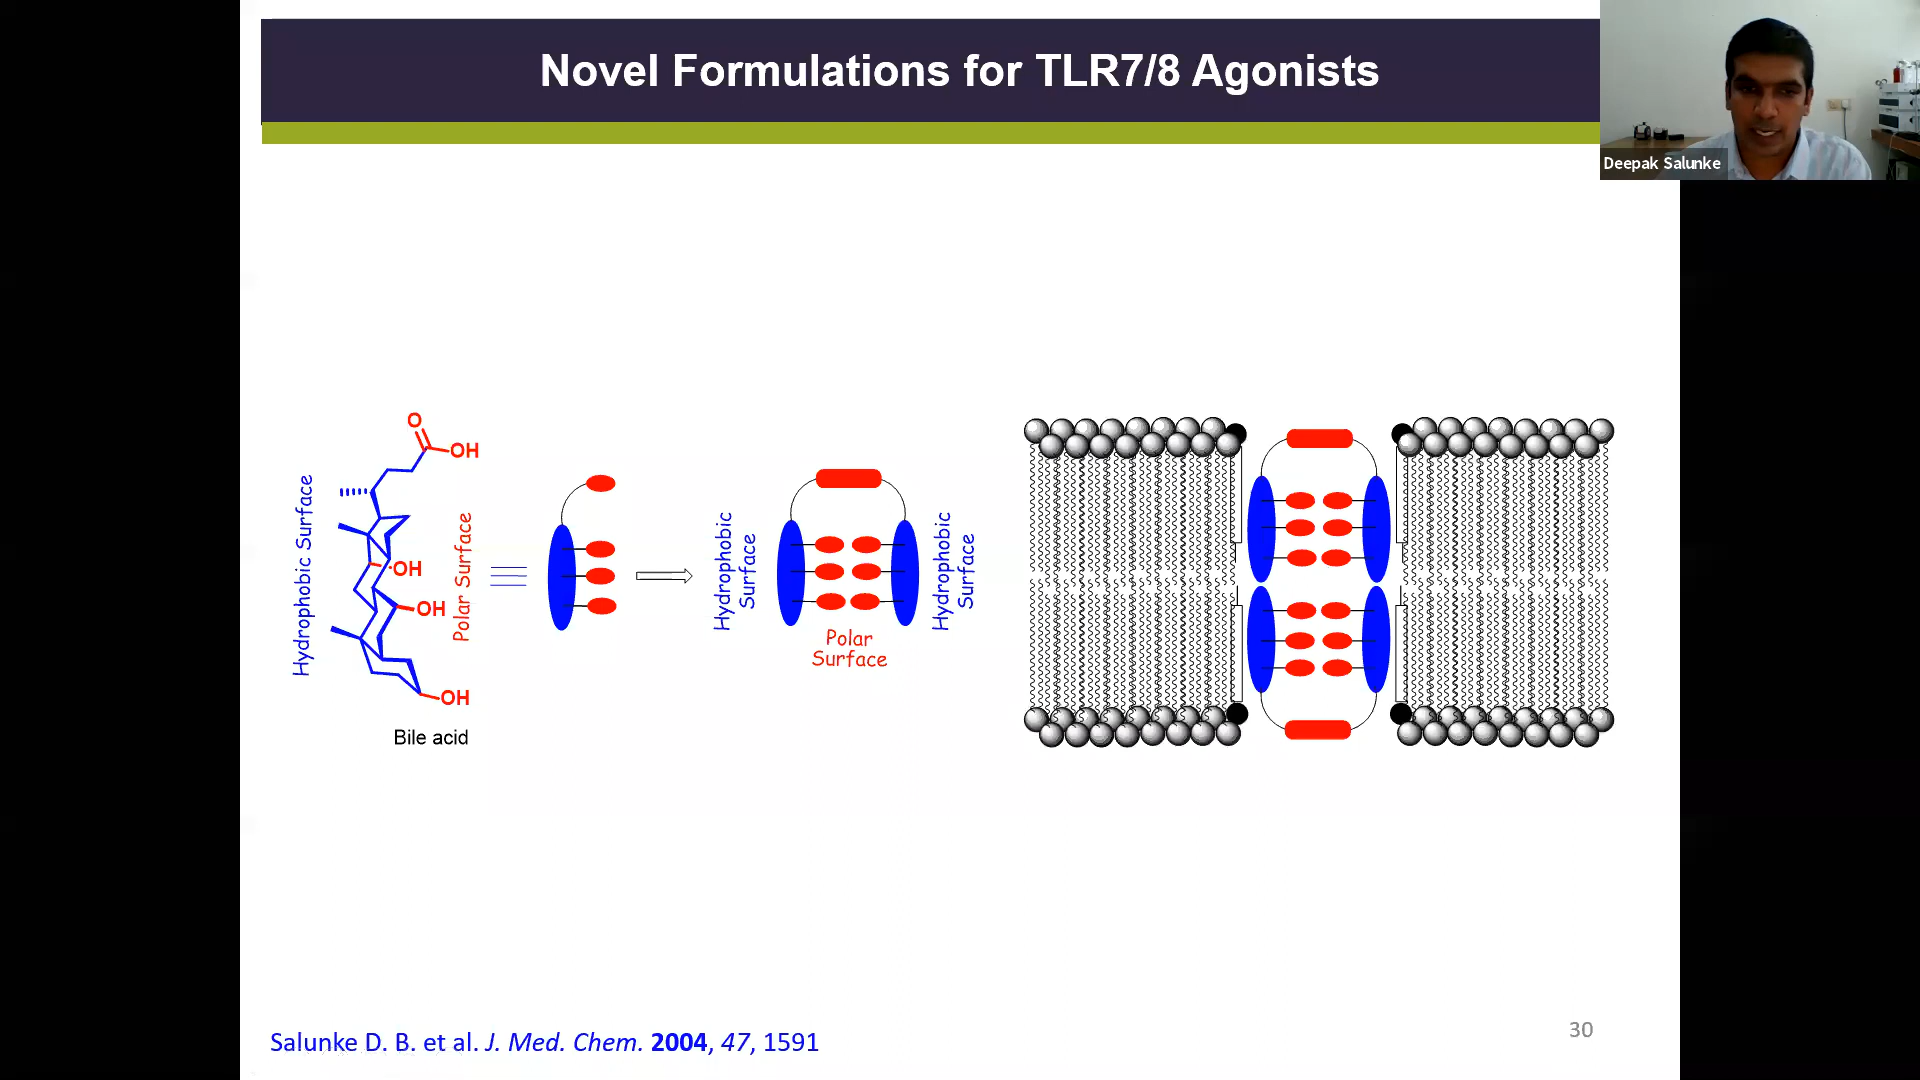 Novel Formulations for TLR7/8 Agonists
Deepak Salunke
Hydrophobic Surface
O
OH
OH
OH
OH
Polar Surface
Bile acid
Hydrophobic
Surface
Polar
Surface
Hydrophobic
Surface
Salunke D. B. et al. J. Med. Chem. 2004, 47, 1591
30